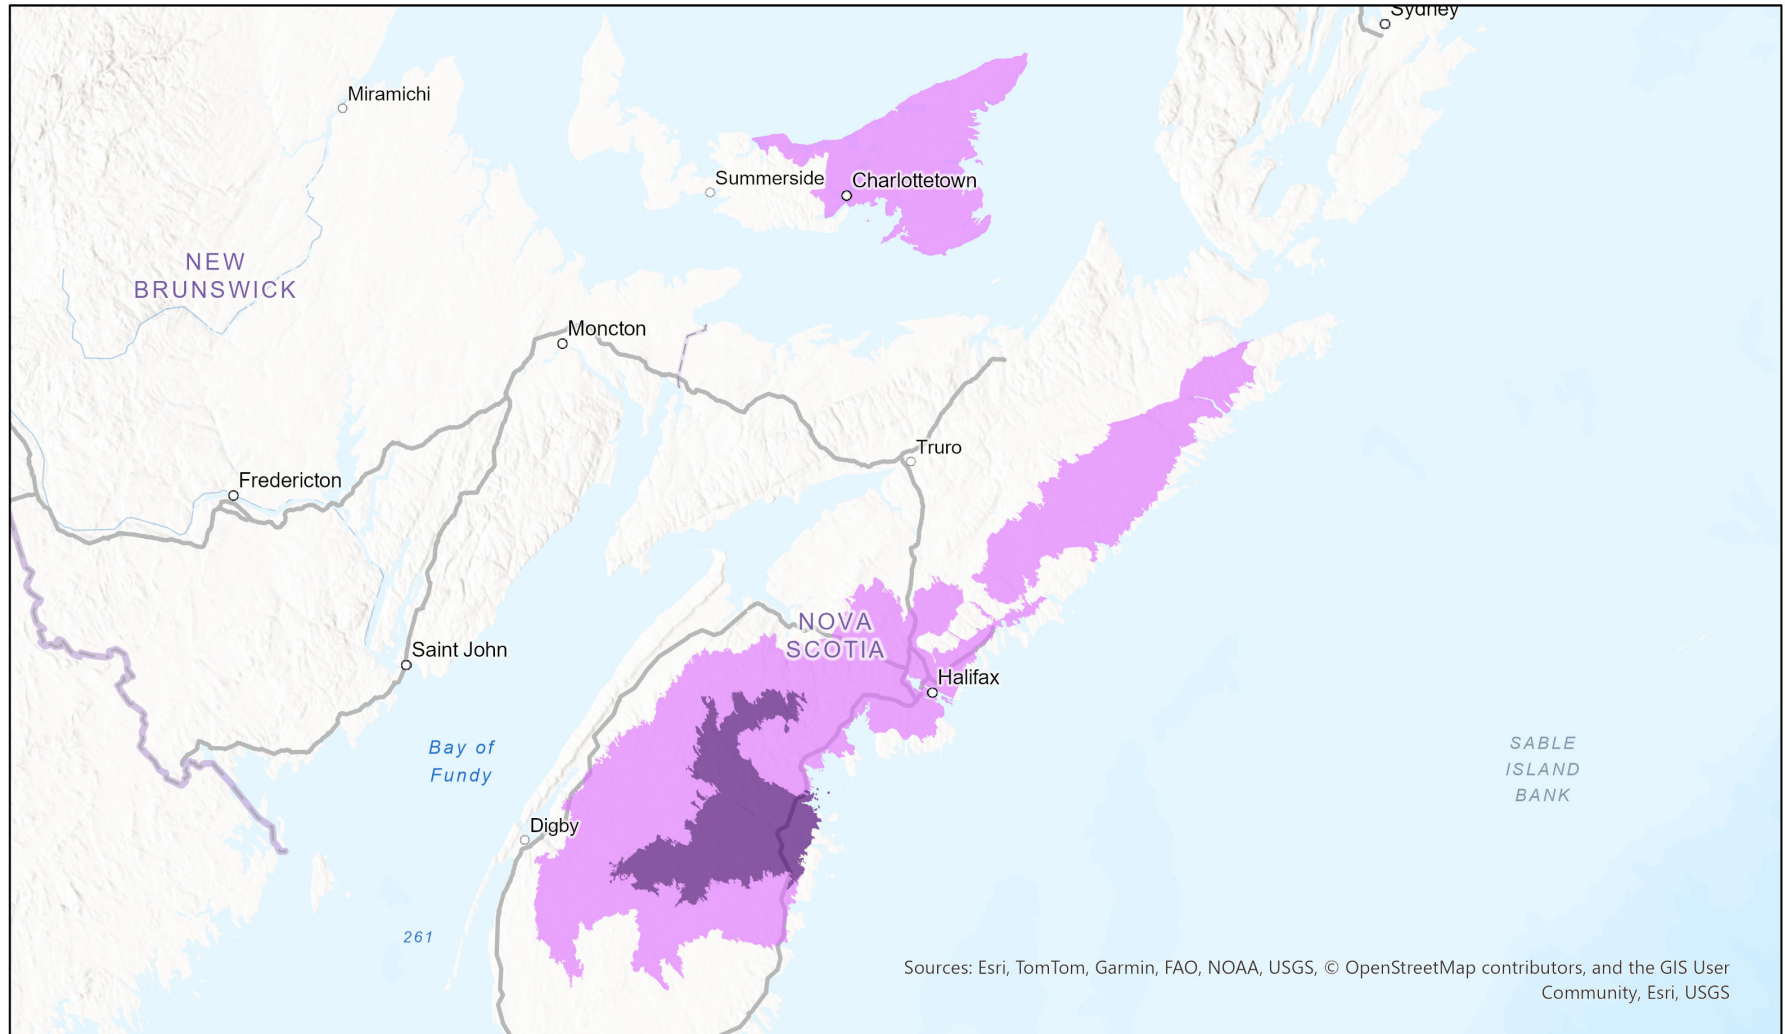 Sydney
Miramichi
Summerside
Charlottetown
NEW
BRUNSWICK
Moncton
Truro
Fredericton
NOVA
SCOTIA
Saint John
Halifax
Bay of
Fundy
SABLE
ISLAND
BANK
Digby
261
Sources: Esri, TomTom, Garmin, FAO, NOAA, USGS, © OpenStreetMap contributors, and the GIS User
Community, Esri, USGS